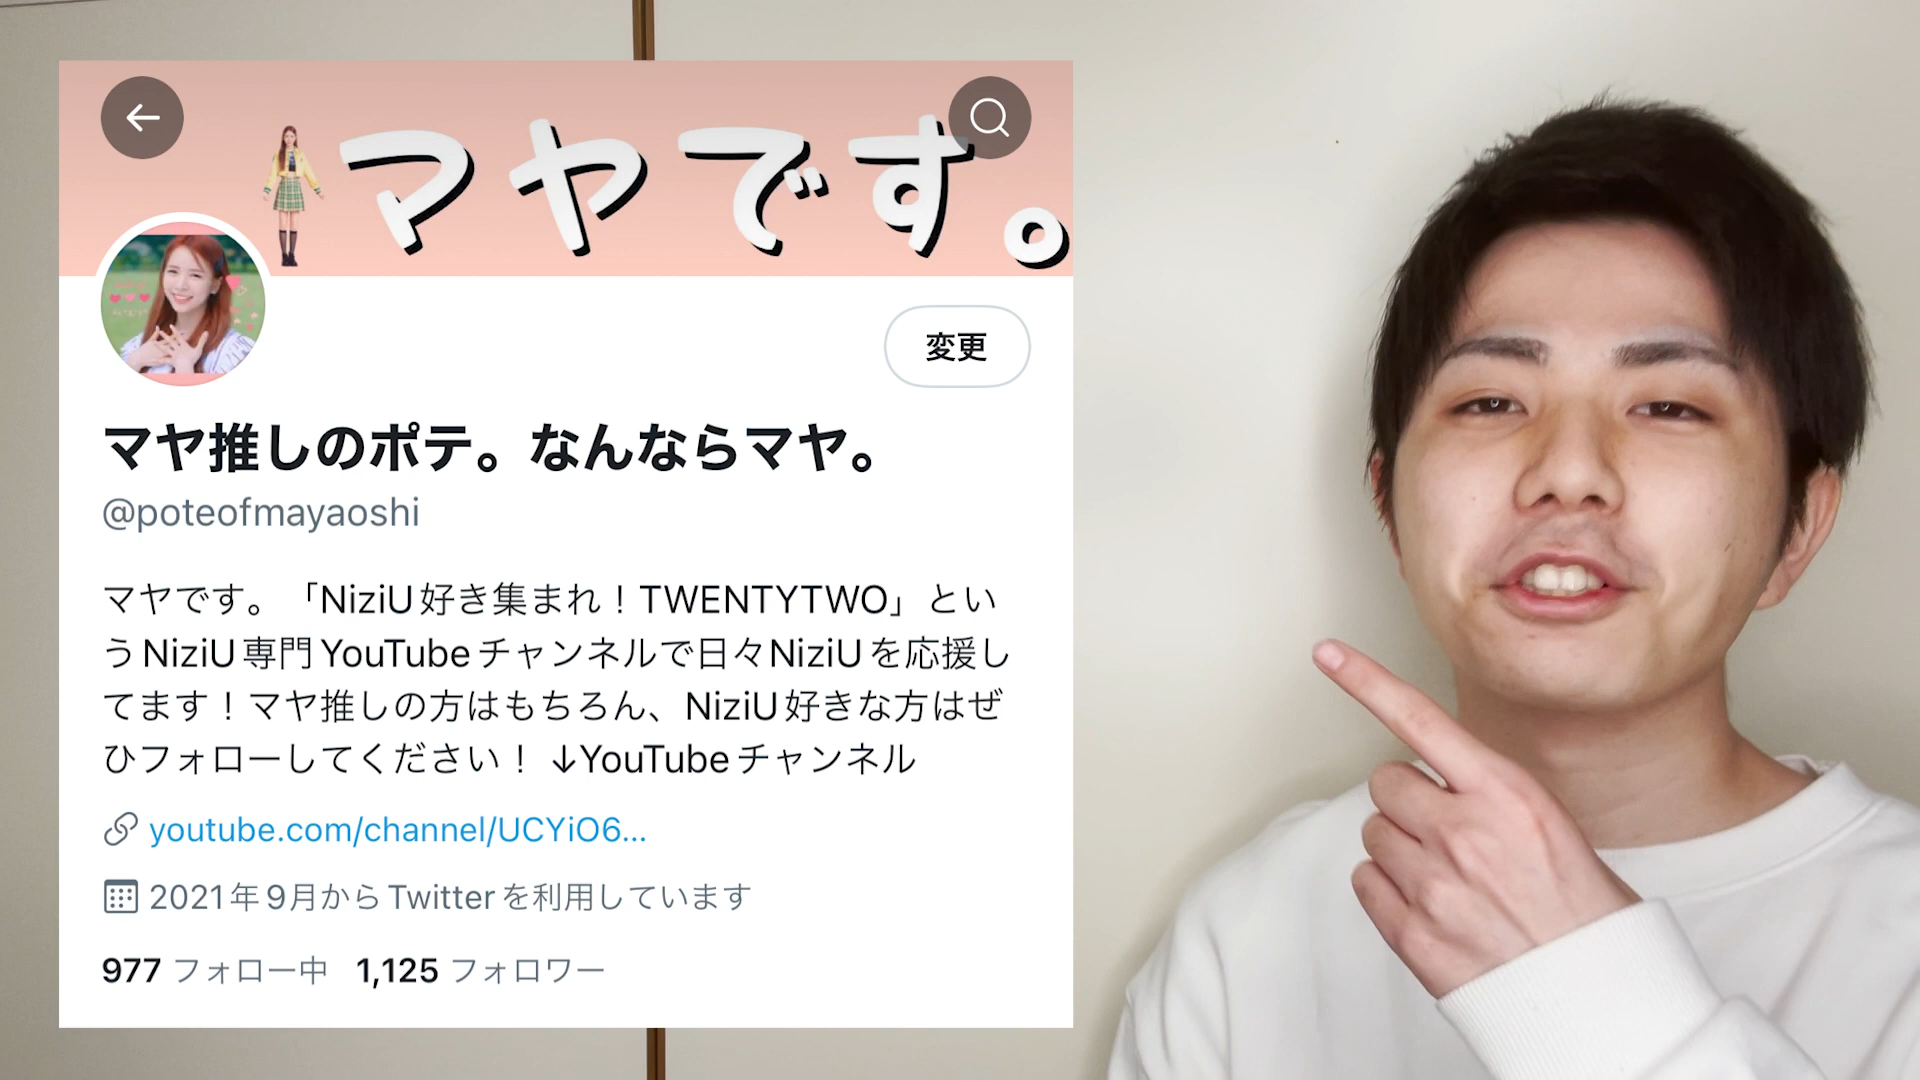 マヤです。
変更
マヤ推しのポテ。なんならマヤ。
@poteofmayaoshi
マヤです。「NiziU好き集まれ！TWENTYTWO」とい
うNiziU専門YouTubeチャンネルで日々NiziUを応援し
てます！マヤ推しの方はもちろん、NiziU好きな方はぜ
ひフォローしてください！ ↓YouTubeチャンネル
youtube.com/channel/UCYiO6...
2021年9月からTwitterを利用しています
977 フォロー中 1,125 フォロワー